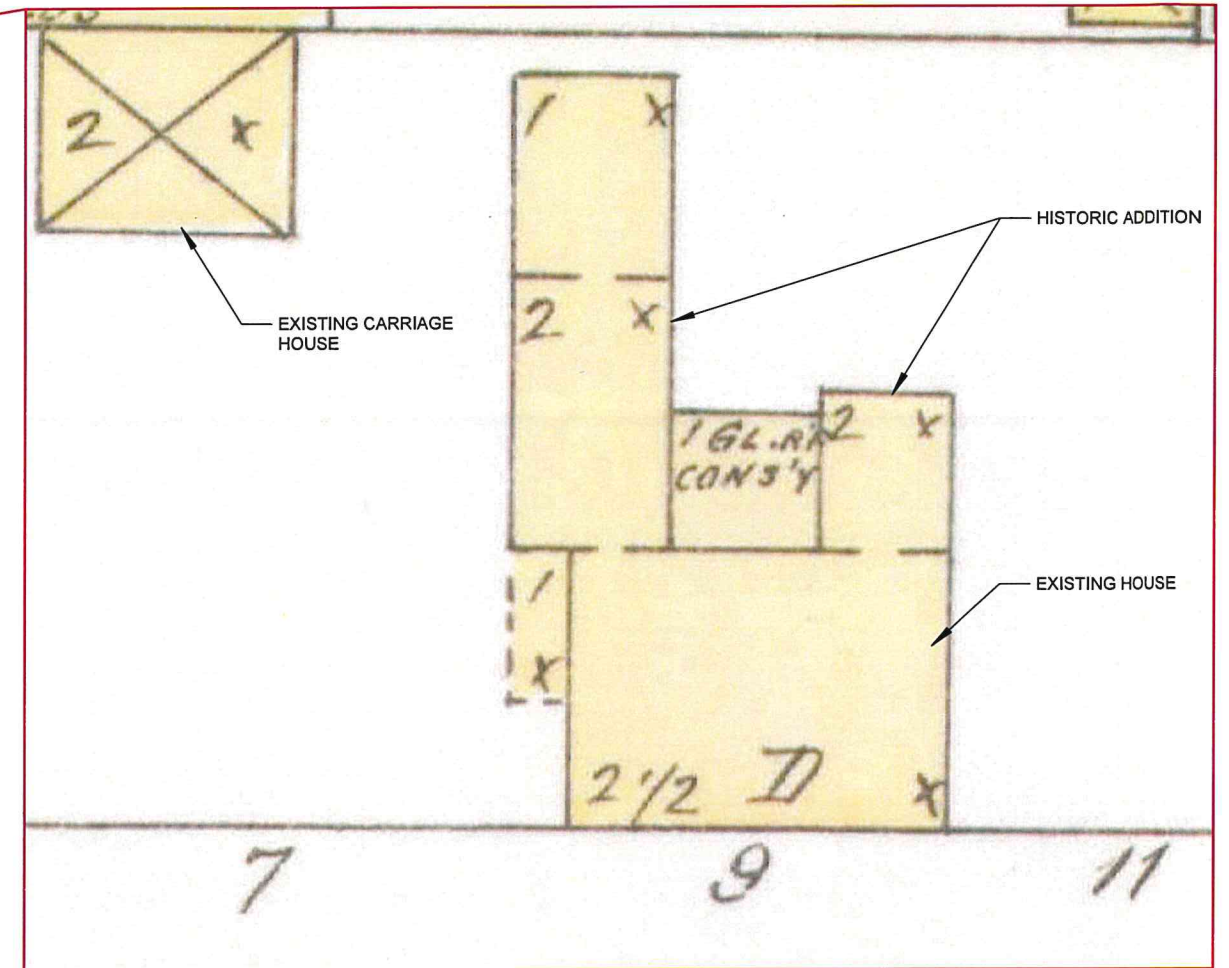 1 x
2 x
HISTORIC ADDITION
2 x
EXISTING CARRIAGE
HOUSE
2 x
1 GL.
CONS'Y
1
x
EXISTING HOUSE
2 1/2 D x
7 9 11